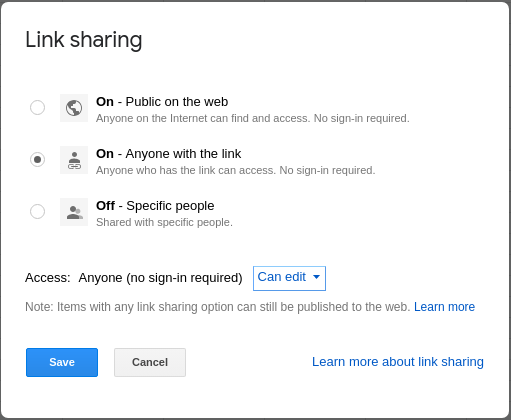 Link sharing
On - Public on the web
Anyone on the Internet can find and access. No sign-in required.
On - Anyone with the link
Anyone who has the link can access. No sign-in required.
Off - Specific people
Shared with specific people.
Access: Anyone (no sign-in required) Can edit
Note: Items with any link sharing option can still be published to the web. Learn more
Save Cancel Learn more about link sharing